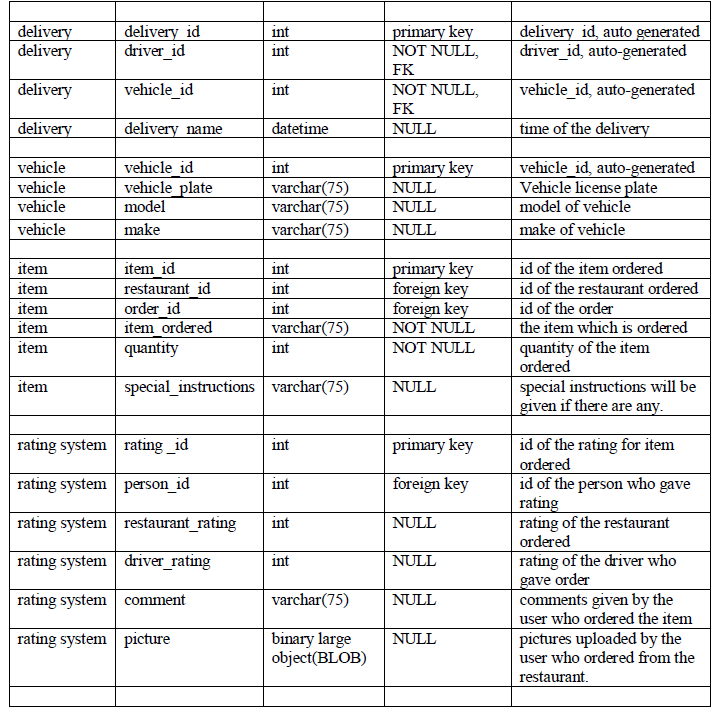 delivery delivery_id int primary key delivery_id, auto generated
delivery driver_id int NOT NULL, driver_id, auto-generated
FK
delivery vehicle_id int NOT NULL, vehicle_id, auto-generated
FK
delivery delivery_name datetime NULL time of the delivery
vehicle vehicle_id int primary key vehicle_id, auto-generated
vehicle vehicle_plate varchar(75) NULL Vehicle license plate
vehicle model varchar(75) NULL model of vehicle
vehicle make varchar(75) NULL make of vehicle
item item_id int primary key id of the item ordered
item restaurant_id int foreign key id of the restaurant ordered
item order_id int foreign key id of the order
item item_ordered varchar(75) NOT NULL the item which is ordered
item quantity int NOT NULL quantity of the item
ordered
item special_instructions varchar(75) NULL special instructions will be
given if there are any.
rating system rating _id int primary key id of the rating for item
ordered
rating system person_id int foreign key id of the person who gave
rating
rating system restaurant_rating int NULL rating of the restaurant
ordered
rating system driver_rating int NULL rating of the driver who
gave order
rating system comment varchar(75) NULL comments given by the
user who ordered the item
rating system picture binary large NULL pictures uploaded by the
object(BLOB) user who ordered from the
restaurant.